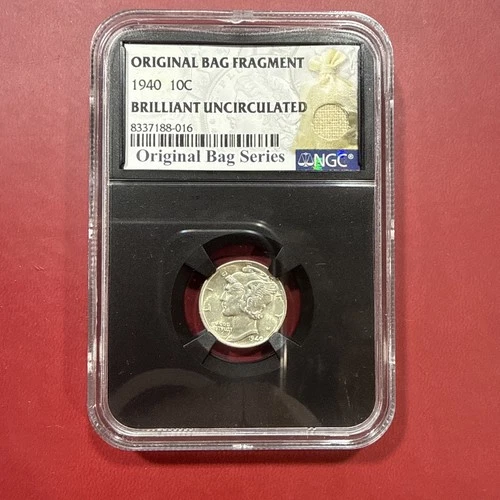 ORIGINAL BAG FRAGMENT
1940 10C
BRILLIANT UNCIRCULATED
8337188-016
Original Bag Series
NGC®